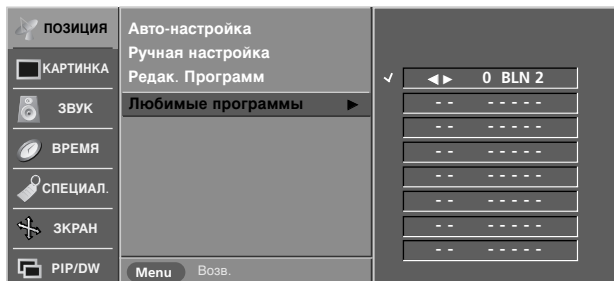 ПОЗИЦИЯ
КАРТИНКА
ЗВУК
ВРЕМЯ
СПЕЦИАЛ.
ЗКРАН
PIP/DW
Авто-настройка
Ручная настройка
Редак. Программ
Любимые программы ►
Menu Возв.
✓ ◄► 0 BLN 2
- - - - - - -
- - - - - - -
- - - - - - -
- - - - - - -
- - - - - - -
- - - - - - -
- - - - - - -